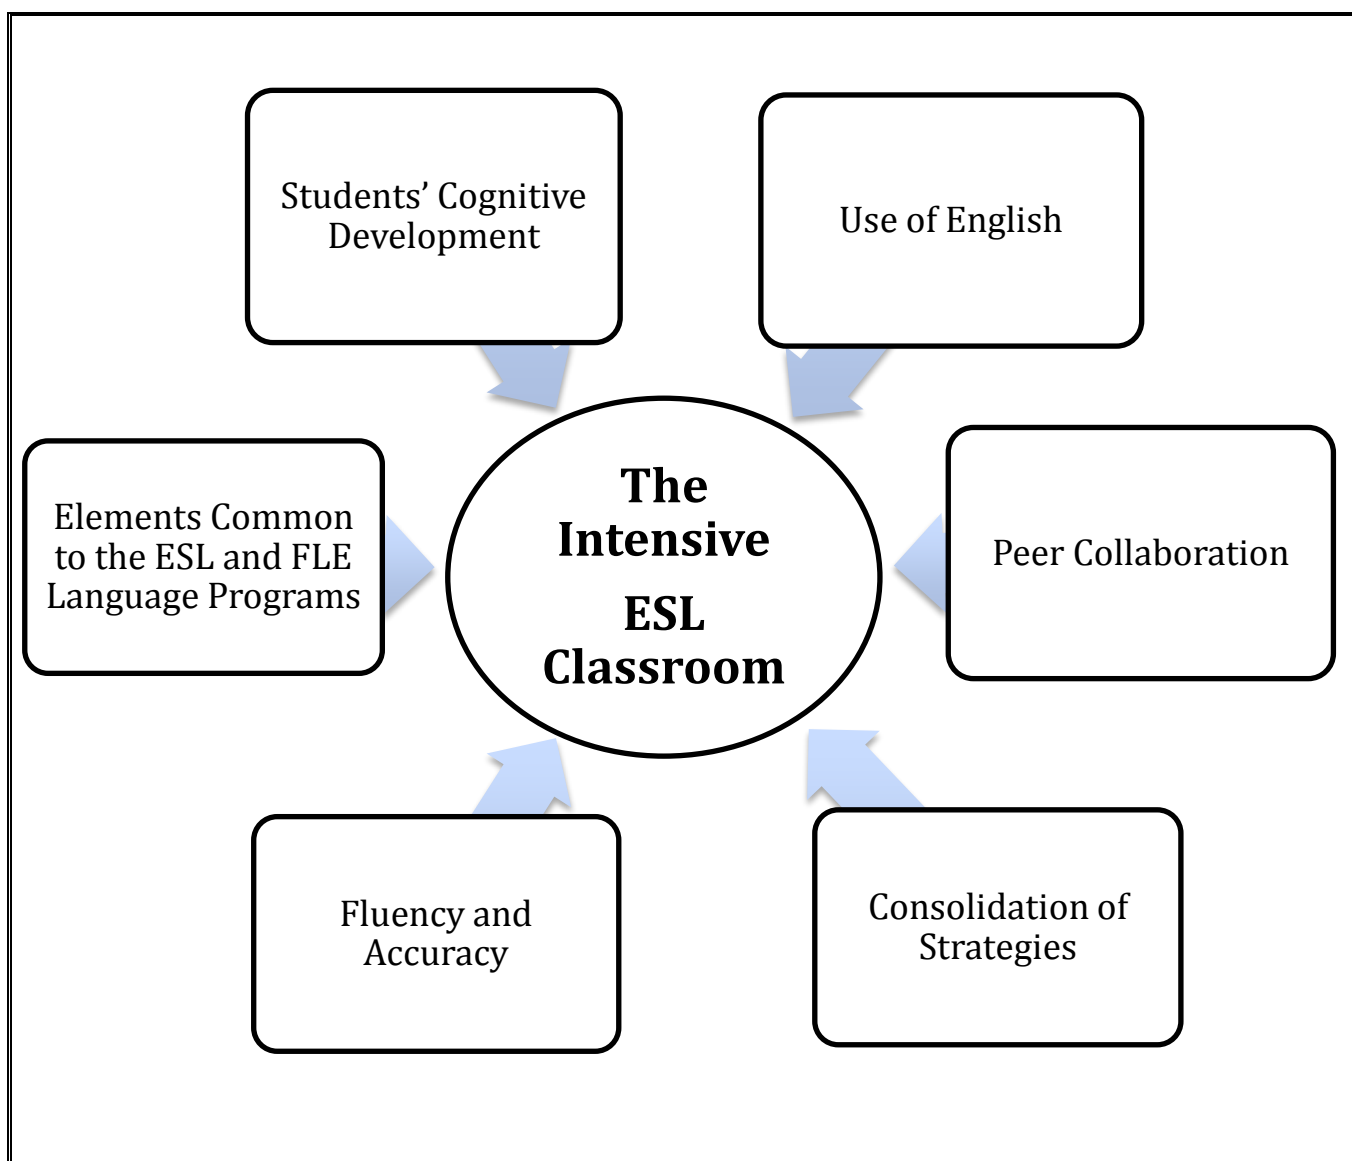 Students’ Cognitive
Development
Use of English
Elements Common
to the ESL and FLE
Language Programs
The
Intensive
ESL
Classroom
Peer Collaboration
Fluency and
Accuracy
Consolidation of
Strategies